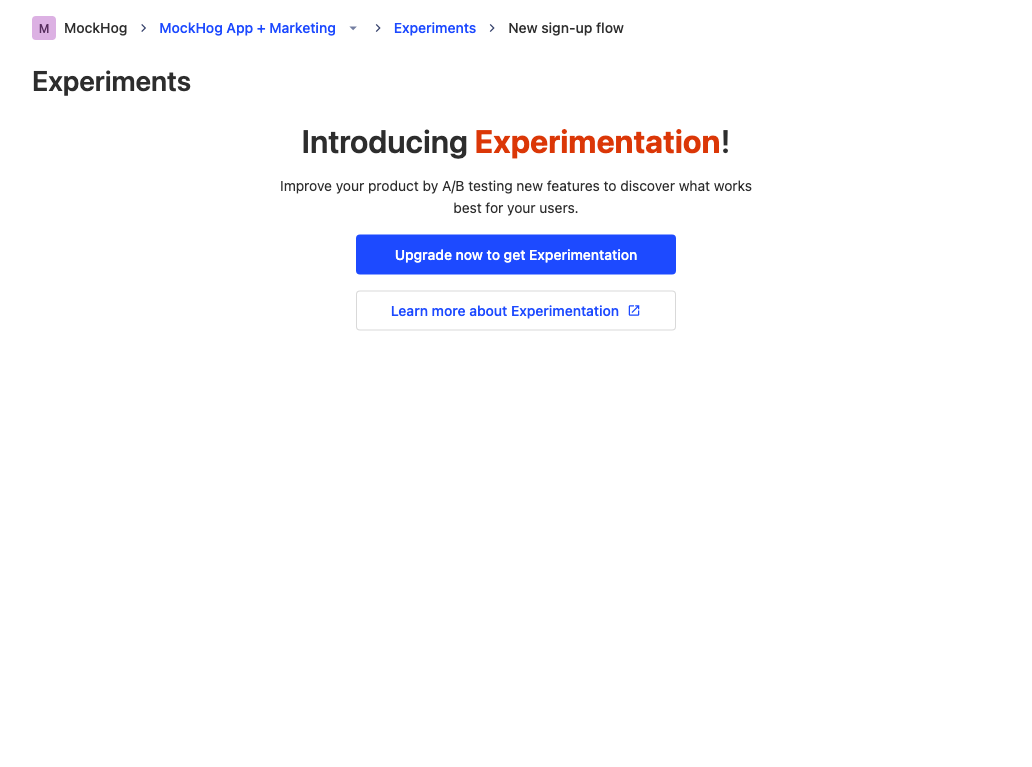 M MockHog MockHog App + Marketing Experiments New sign-up flow
Experiments
Introducing Experimentation!
Improve your product by A/B testing new features to discover what works
best for your users.
Upgrade now to get Experimentation
Learn more about Experimentation